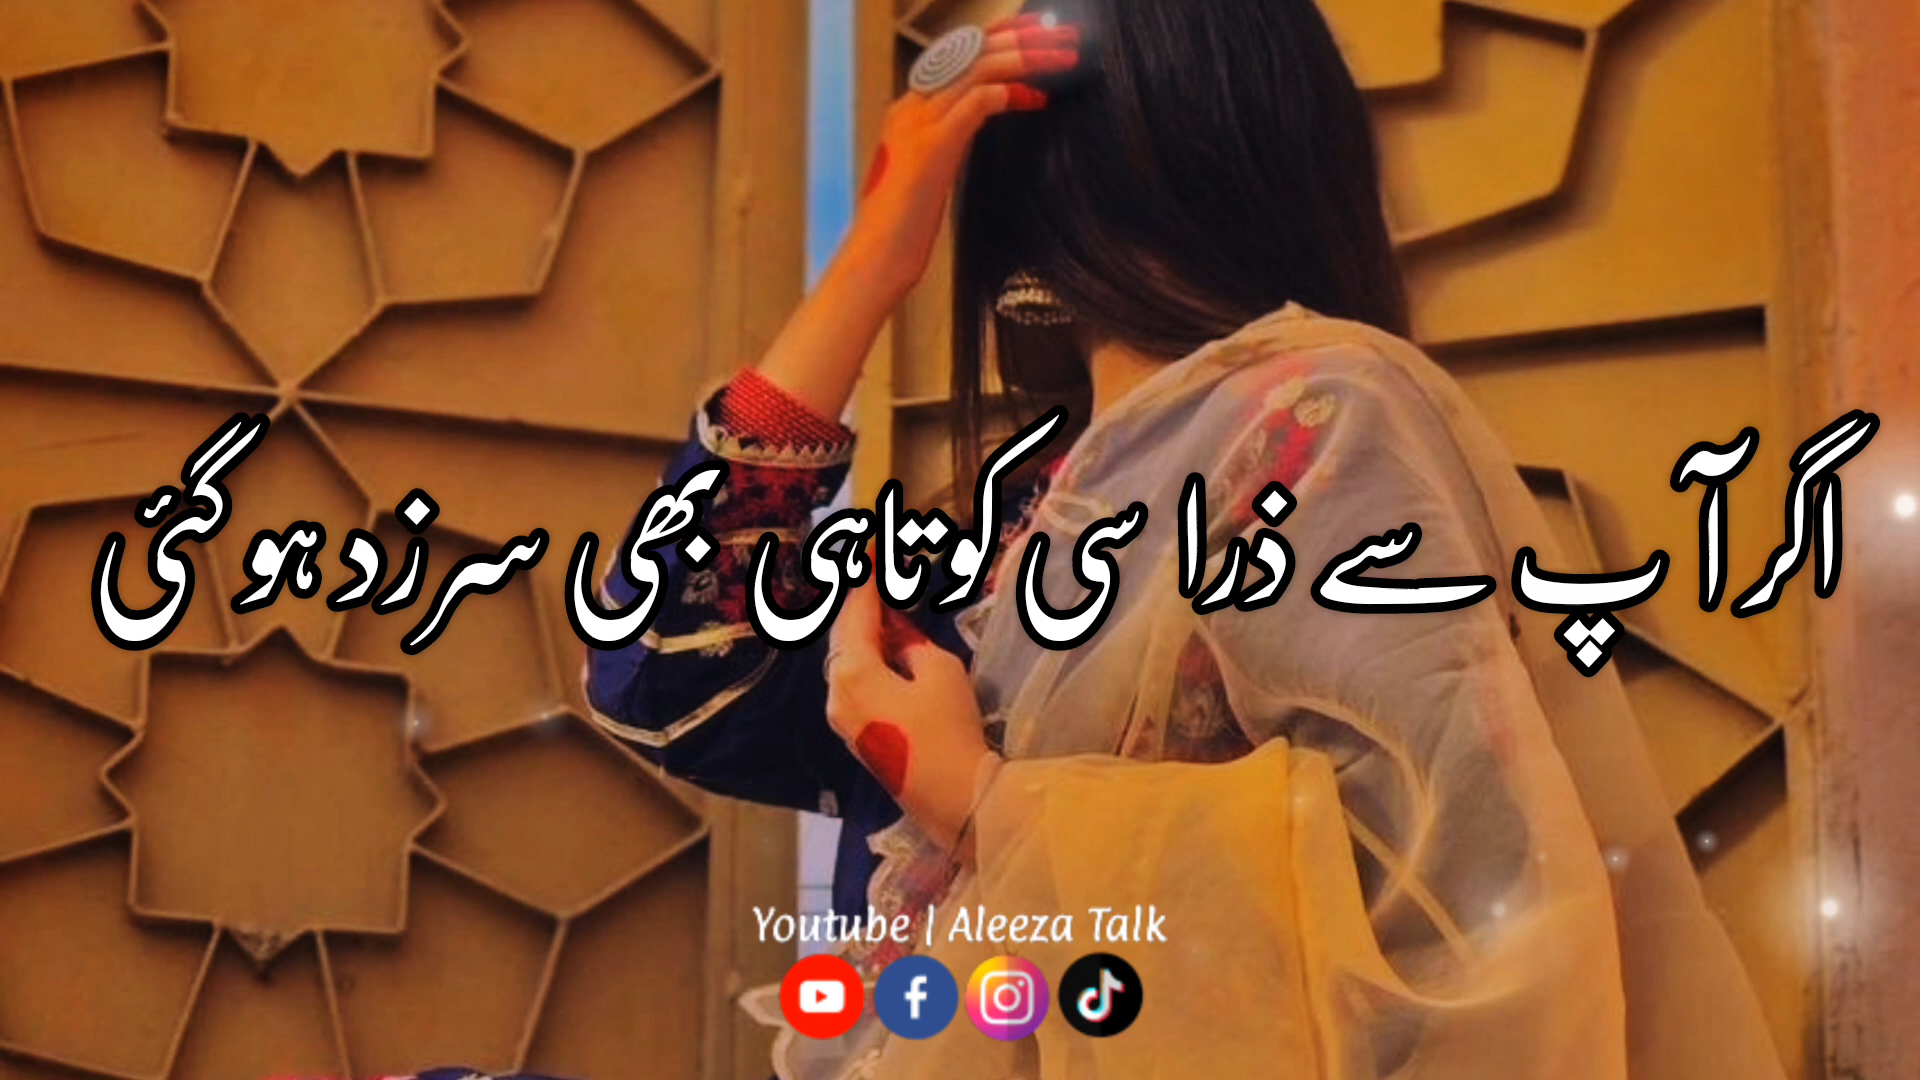 اگر آپ سے ذرا سی کوتاہی بھی سرزد ہو گئی
Youtube | Aleeza Talk